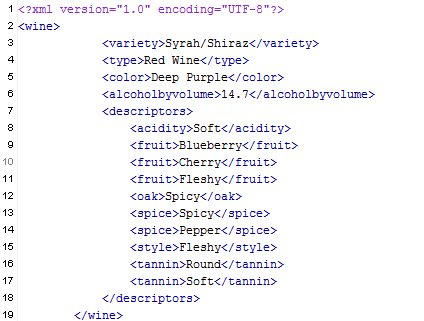 1 <?xml version="1.0" encoding="UTF-8"?>
2 <wine>
3 <variety>Syrah/Shiraz</variety>
4 <type>Red Wine</type>
5 <color>Deep Purple</color>
6 <alcoholbyvolume>14.7</alcoholbyvolume>
7 <descriptors>
8 <acidity>Soft</acidity>
9 <fruit>Blueberry</fruit>
10 <fruit>Cherry</fruit>
11 <fruit>Fleshy</fruit>
12 <oak>Spicy</oak>
13 <spice>Spicy</spice>
14 <spice>Pepper</spice>
15 <style>Fleshy</style>
16 <tannin>Round</tannin>
17 <tannin>Soft</tannin>
18 </descriptors>
19 </wine>